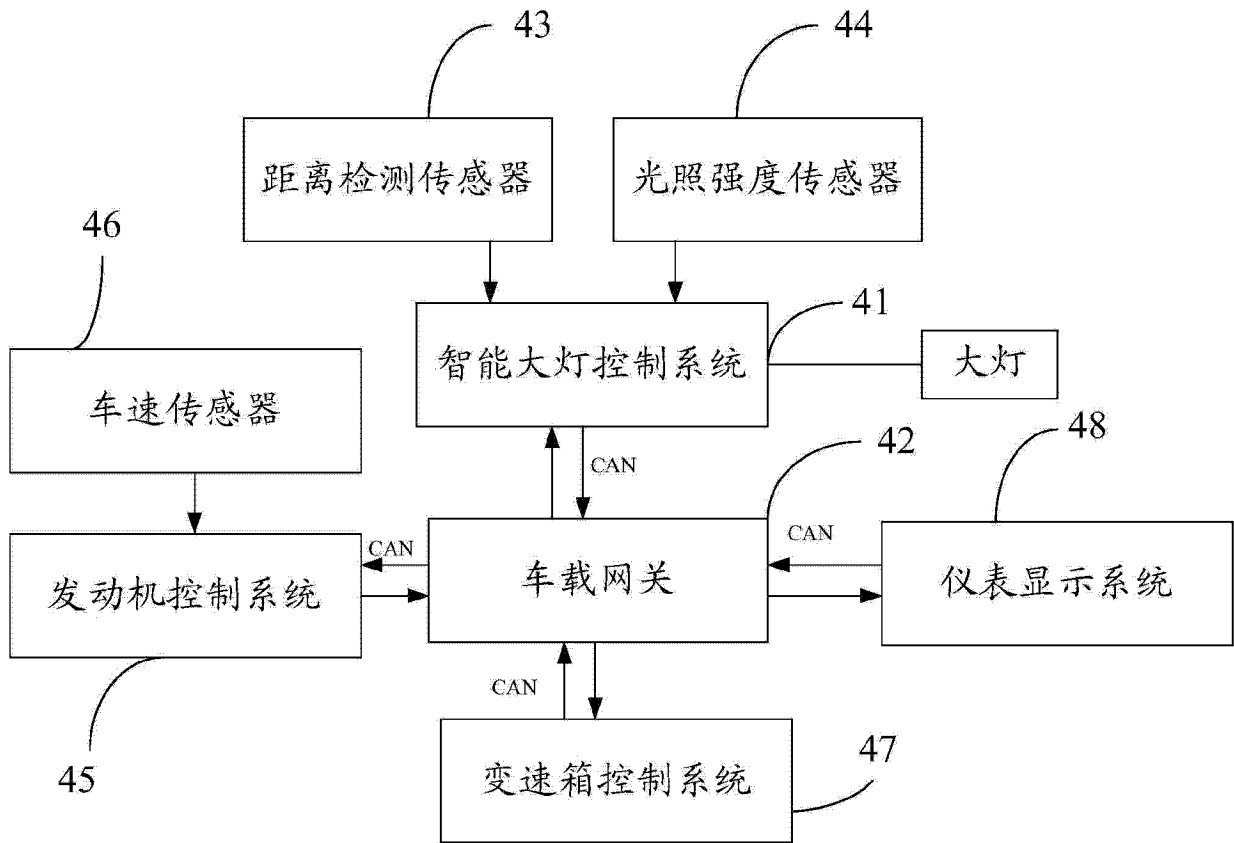 43
44
距离检测传感器
光照强度传感器
46
41
智能大灯控制系统
大灯
车速传感器
CAN
42
48
CAN
CAN
发动机控制系统
车载网关
仪表显示系统
CAN
45
变速箱控制系统
47